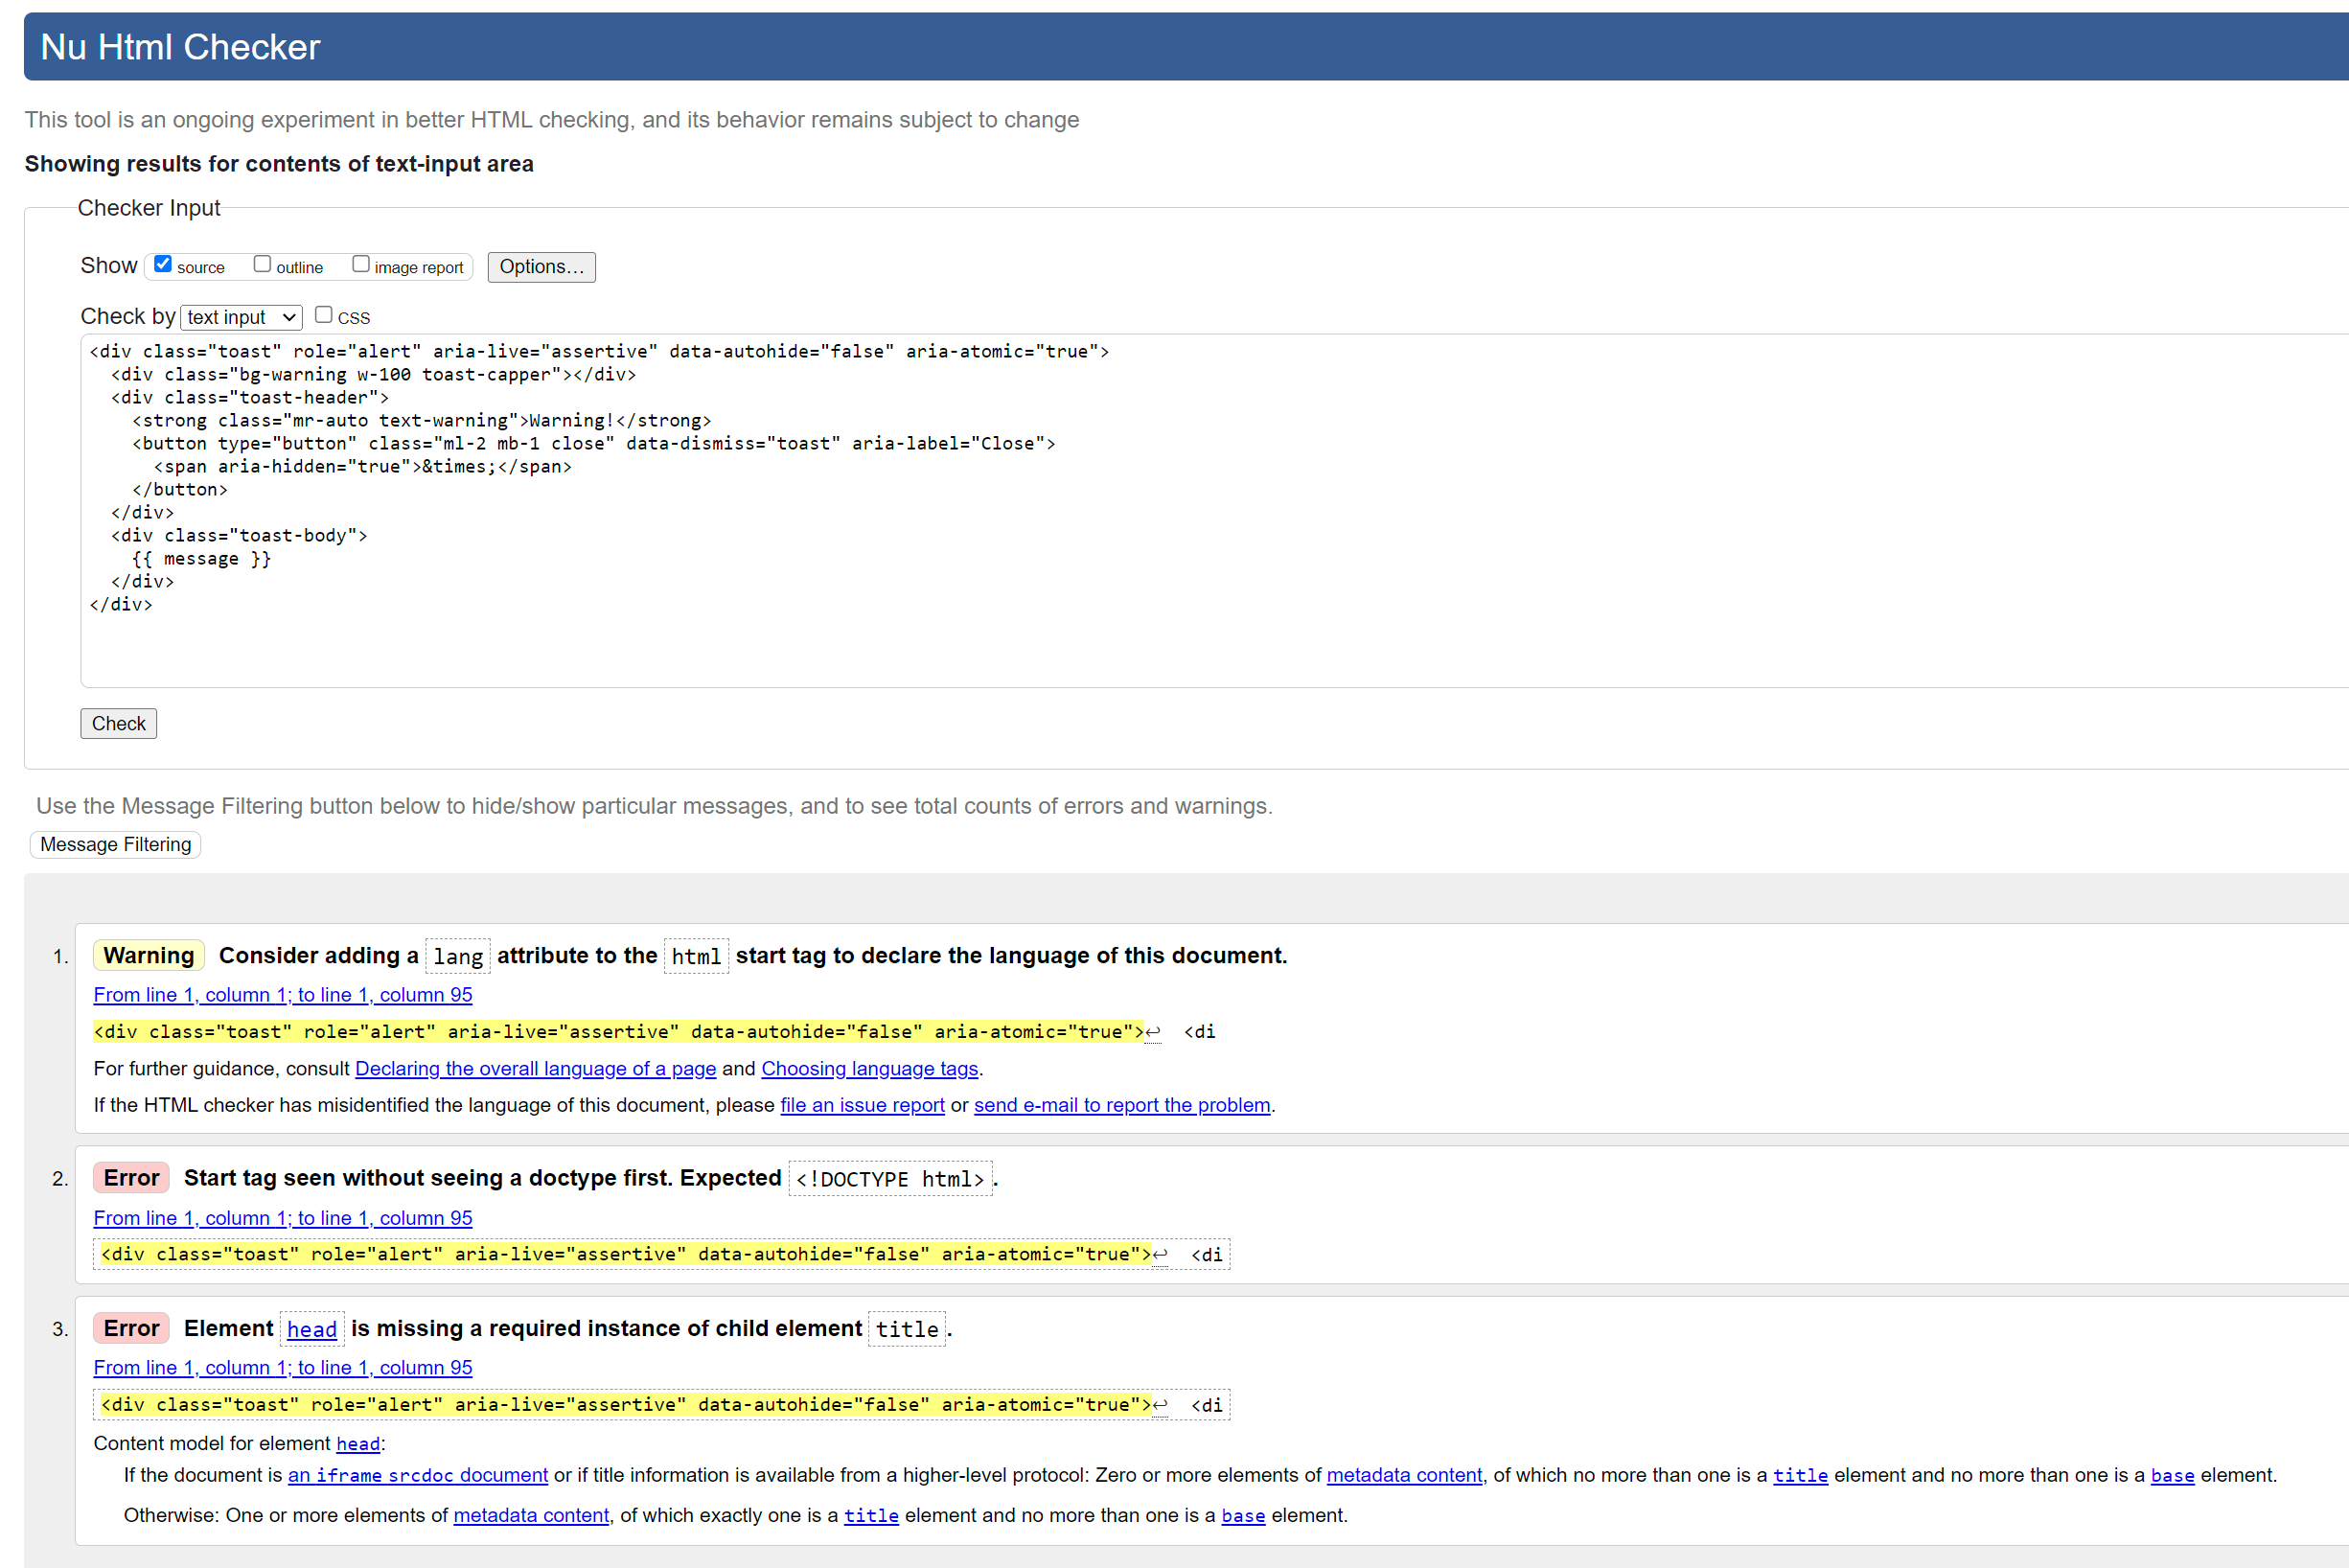 Nu Html Checker
This tool is an ongoing experiment in better HTML checking, and its behavior remains subject to change
Showing results for contents of text-input area
Checker Input
Show source outline image report Options...
Check by text input CSS
<div class="toast" role="alert" aria-live="assertive" data-autohide="false" aria-atomic="true">
  <div class="bg-warning w-100 toast-capper"></div>
  <div class="toast-header">
    <strong class="mr-auto text-warning">Warning!</strong>
    <button type="button" class="ml-2 mb-1 close" data-dismiss="toast" aria-label="Close">
      <span aria-hidden="true">&times;</span>
    </button>
  </div>
  <div class="toast-body">
    {{ message }}
  </div>
</div>
Check
Use the Message Filtering button below to hide/show particular messages, and to see total counts of errors and warnings.
Message Filtering
1. Warning Consider adding a lang attribute to the html start tag to declare the language of this document.
From line 1, column 1; to line 1, column 95
<div class="toast" role="alert" aria-live="assertive" data-autohide="false" aria-atomic="true">↩  <di
For further guidance, consult Declaring the overall language of a page and Choosing language tags.
If the HTML checker has misidentified the language of this document, please file an issue report or send e-mail to report the problem.
2. Error Start tag seen without seeing a doctype first. Expected <!DOCTYPE html>.
From line 1, column 1; to line 1, column 95
<div class="toast" role="alert" aria-live="assertive" data-autohide="false" aria-atomic="true">↩  <di
3. Error Element head is missing a required instance of child element title.
From line 1, column 1; to line 1, column 95
<div class="toast" role="alert" aria-live="assertive" data-autohide="false" aria-atomic="true">↩  <di
Content model for element head:
If the document is an iframe srcdoc document or if title information is available from a higher-level protocol: Zero or more elements of metadata content, of which no more than one is a title element and no more than one is a base element.
Otherwise: One or more elements of metadata content, of which exactly one is a title element and no more than one is a base element.